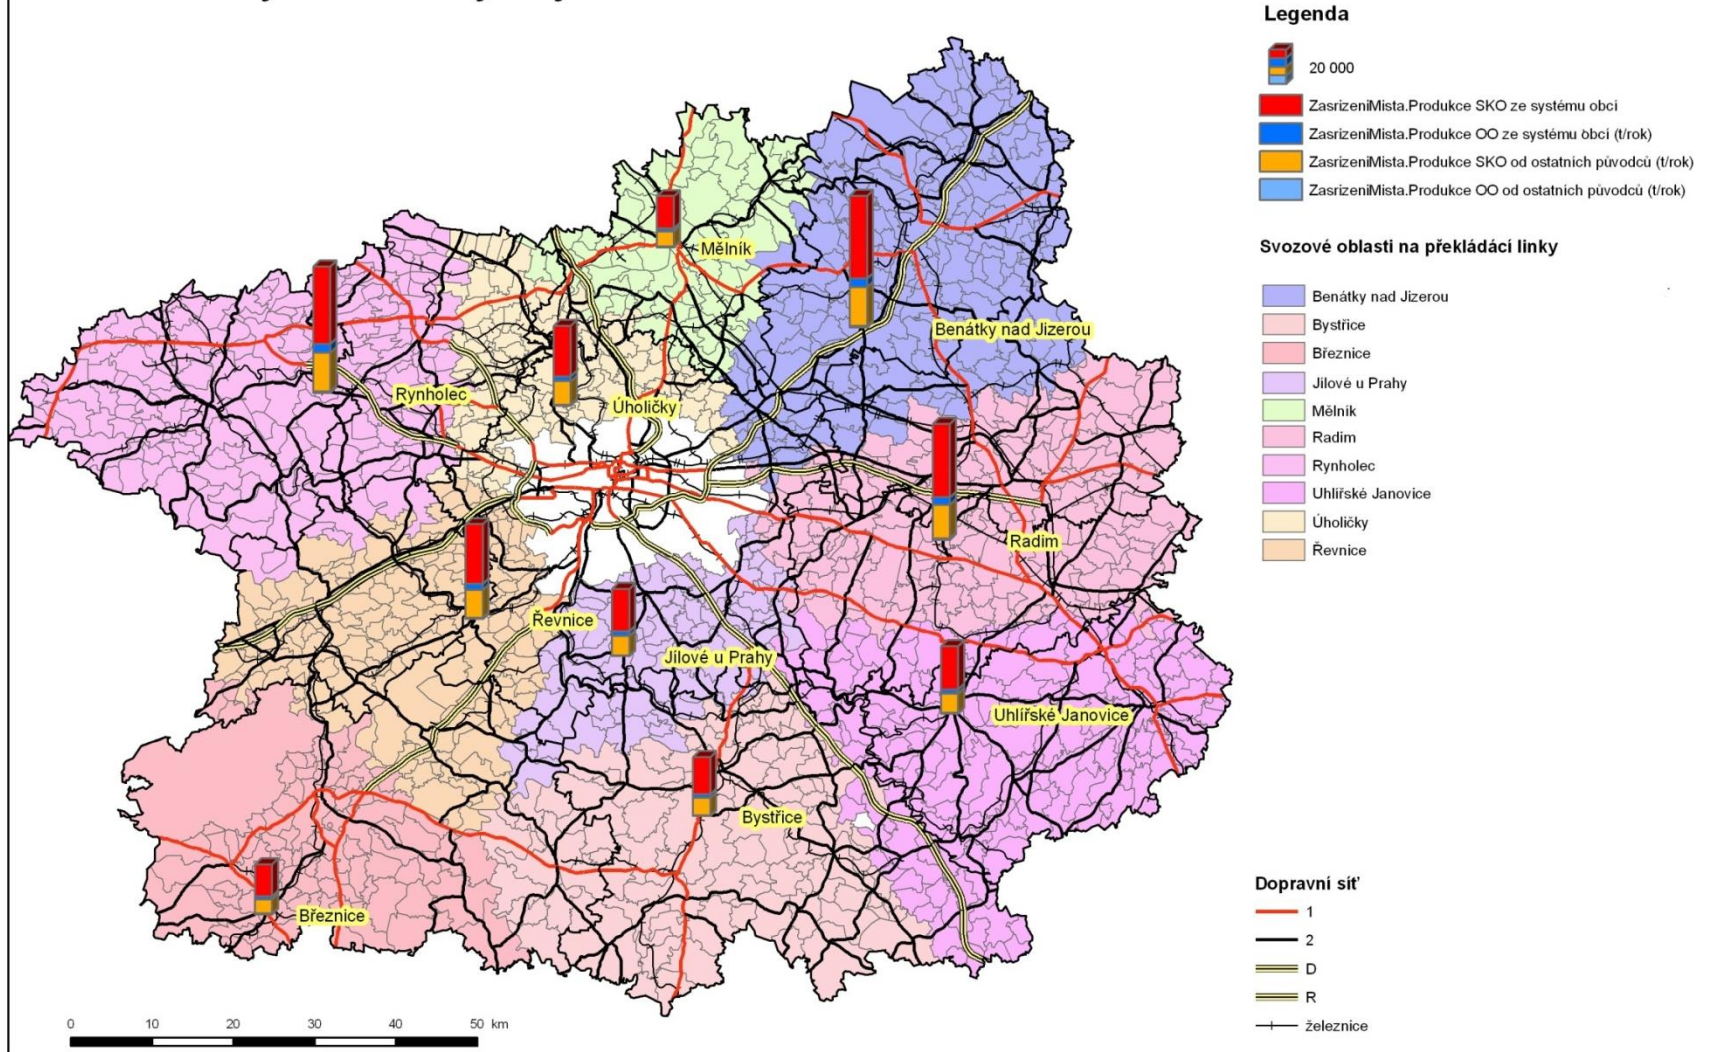 Legenda
20 000
ZasrizeniMista.Produkce SKO ze systému obcí
ZasrizeniMista.Produkce OO ze systému obcí (t/rok)
ZasrizeniMista.Produkce SKO od ostatních původců (t/rok)
ZasrizeniMista.Produkce OO od ostatních původců (t/rok)
Svozové oblasti na překládácí linky
Benátky nad Jizerou
Bystřice
Březnice
Jílové u Prahy
Mělník
Radim
Rynholec
Uhlířské Janovice
Úholičky
Řevnice
Mělník
Benátky nad Jizerou
Rynholec
Úholičky
Radim
Řevnice
Jílové u Prahy
Uhlířské Janovice
Bystřice
Březnice
Dopravní síť
1
2
D
R
železnice
0 10 20 30 40 50 km